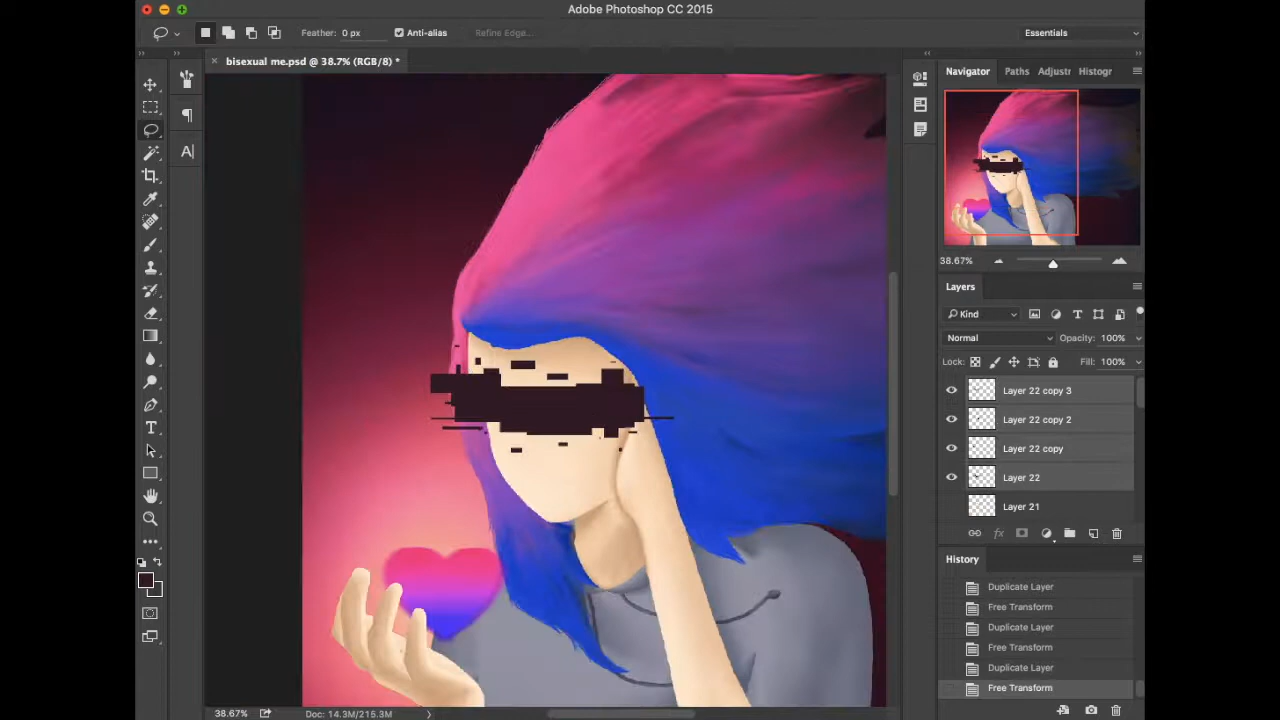 Adobe Photoshop CC 2015
Feather: 0 px
Anti-alias
Refine Edge...
Essentials
× bisexual me.psd @ 38.7% (RGB/8) *
Navigator Paths Adjustr Histogr
38.67%
Layers
Kind
Normal
Opacity: 100%
Lock:
Fill: 100%
Layer 22 copy 3
Layer 22 copy 2
Layer 22 copy
Layer 22
Layer 21
fx
History
Duplicate Layer
Free Transform
Duplicate Layer
Free Transform
Duplicate Layer
Free Transform
38.67%
Doc: 14.3M/215.3M